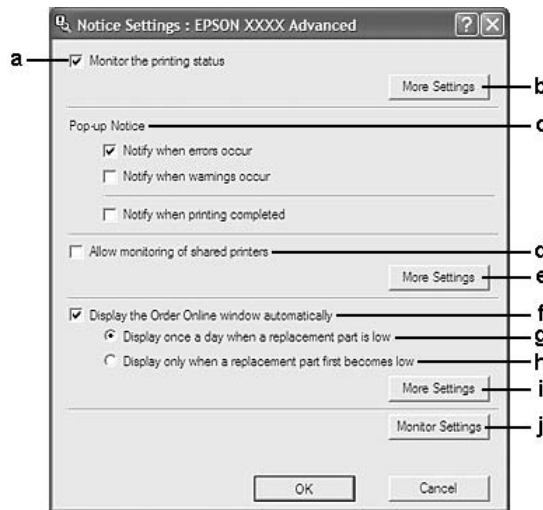 Notice Settings : EPSON XXXX Advanced
a
Monitor the printing status
More Settings
b
Pop-up Notice
c
Notify when errors occur
Notify when warnings occur
Notify when printing completed
Allow monitoring of shared printers
d
More Settings
e
Display the Order Online window automatically
f
Display once a day when a replacement part is low
g
Display only when a replacement part first becomes low
h
More Settings
i
Monitor Settings
j
OK
Cancel